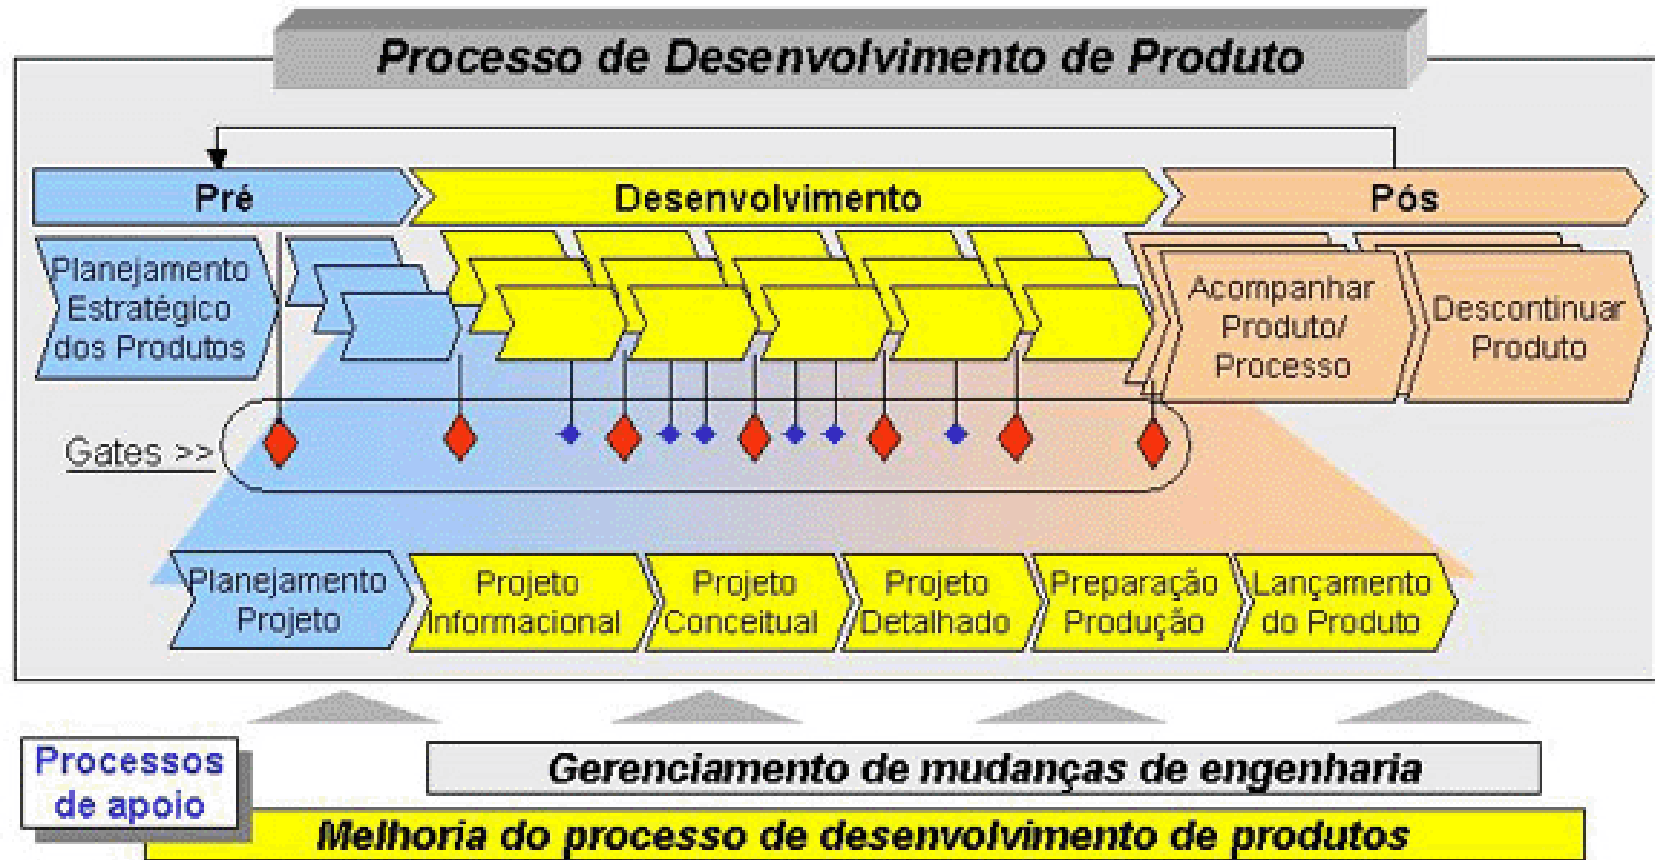 Processo de Desenvolvimento de Produto
Pré
Desenvolvimento
Pós
Planejamento
Estratégico
dos Produtos
Acompanhar
Produto/
Processo
Descontinuar
Produto
Gates >>
Planejamento
Projeto
Projeto
Informacional
Projeto
Conceitual
Projeto
Detalhado
Preparação
Produção
Lançamento
do Produto
Processos
de apoio
Gerenciamento de mudanças de engenharia
Melhoria do processo de desenvolvimento de produtos